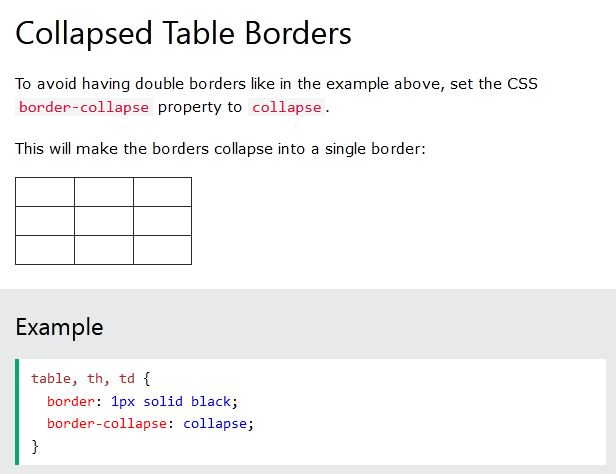 Collapsed Table Borders
To avoid having double borders like in the example above, set the CSS
border-collapse property to collapse.
This will make the borders collapse into a single border:
Example
table, th, td {
  border: 1px solid black;
  border-collapse: collapse;
}